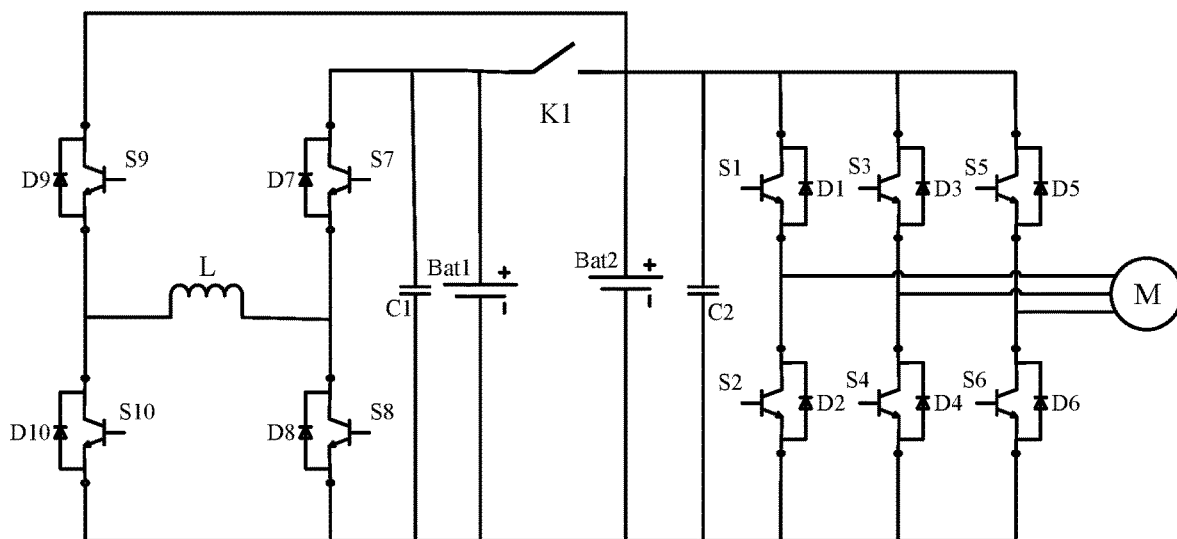 K1
S9
D9
S7
D7
S1
D1
S3
D3
S5
D5
L
Bat1
+
-
Bat2
+
-
C1
C2
M
S10
D10
S8
D8
S2
D2
S4
D4
S6
D6